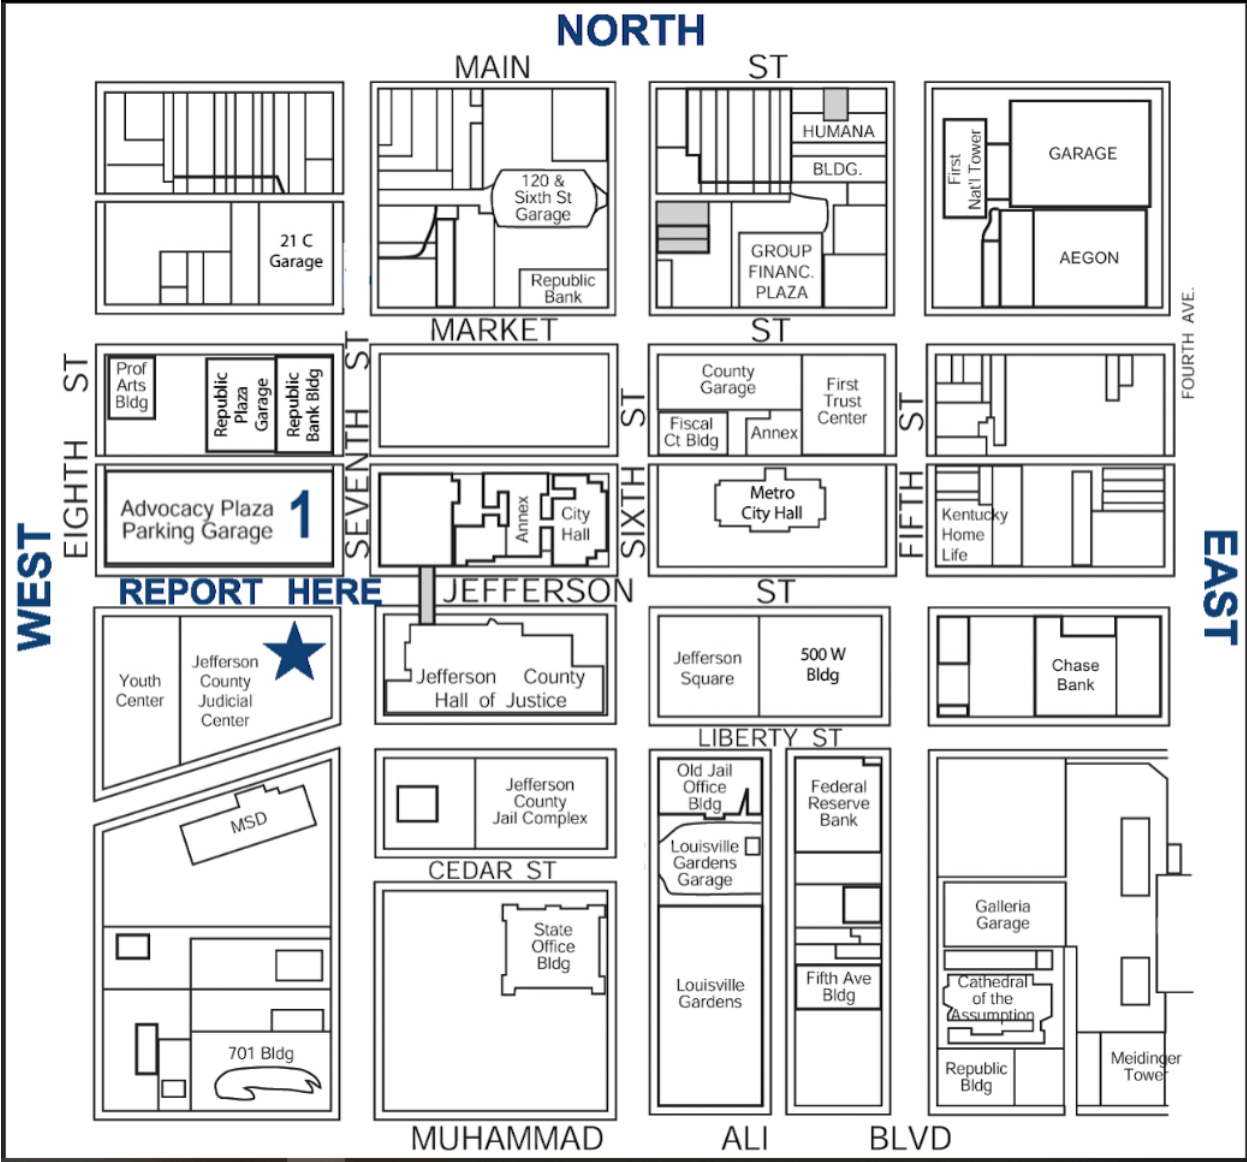 NORTH
MAIN ST
HUMANA
BLDG.
First
Nat'l Tower
GARAGE
120 &
Sixth St
Garage
21 C
Garage
GROUP
FINANC.
PLAZA
AEGON
Republic
Bank
MARKET ST
FOURTH AVE.
EIGHTH ST
SEVENTH ST
SIXTH ST
FIFTH ST
Prof
Arts
Bldg
Republic
Plaza
Garage
Republic
Bank Bldg
County
Garage
First
Trust
Center
Fiscal
Ct Bldg
Annex
Advocacy Plaza
Parking Garage
1
Annex
City
Hall
Metro
City Hall
Kentucky
Home
Life
WEST
EAST
REPORT HERE
JEFFERSON ST
Youth
Center
Jefferson
County
Judicial
Center
Jefferson County
Hall of Justice
Jefferson
Square
500 W
Bldg
Chase
Bank
LIBERTY ST
MSD
Jefferson
County
Jail Complex
Old Jail
Office
Bldg
Federal
Reserve
Bank
Louisville
Gardens
Garage
CEDAR ST
State
Office
Bldg
Galleria
Garage
Louisville
Gardens
Fifth Ave
Bldg
Cathedral
of the
Assumption
701 Bldg
Republic
Bldg
Meidinger
Tower
MUHAMMAD ALI BLVD